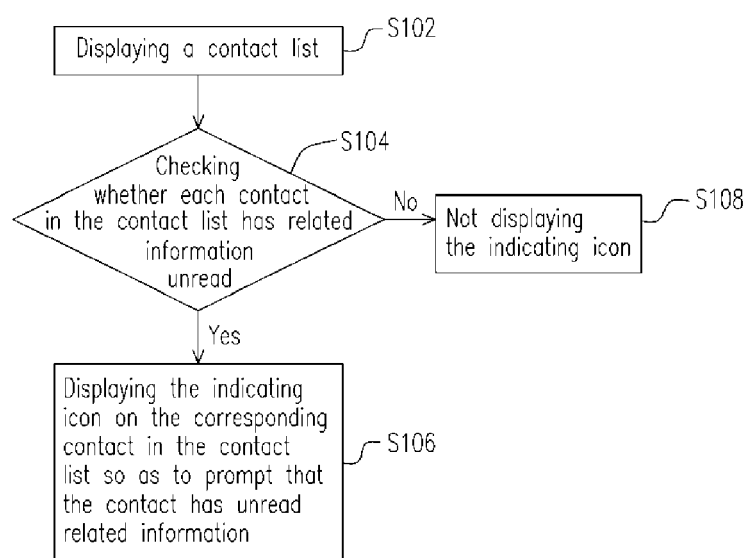 Displaying a contact list
S102
Checking
whether each contact
in the contact list has related
information
unread
S104
No
Not displaying
the indicating icon
S108
Yes
Displaying the indicating
icon on the corresponding
contact in the contact
list so as to prompt that
the contact has unread
related information
S106